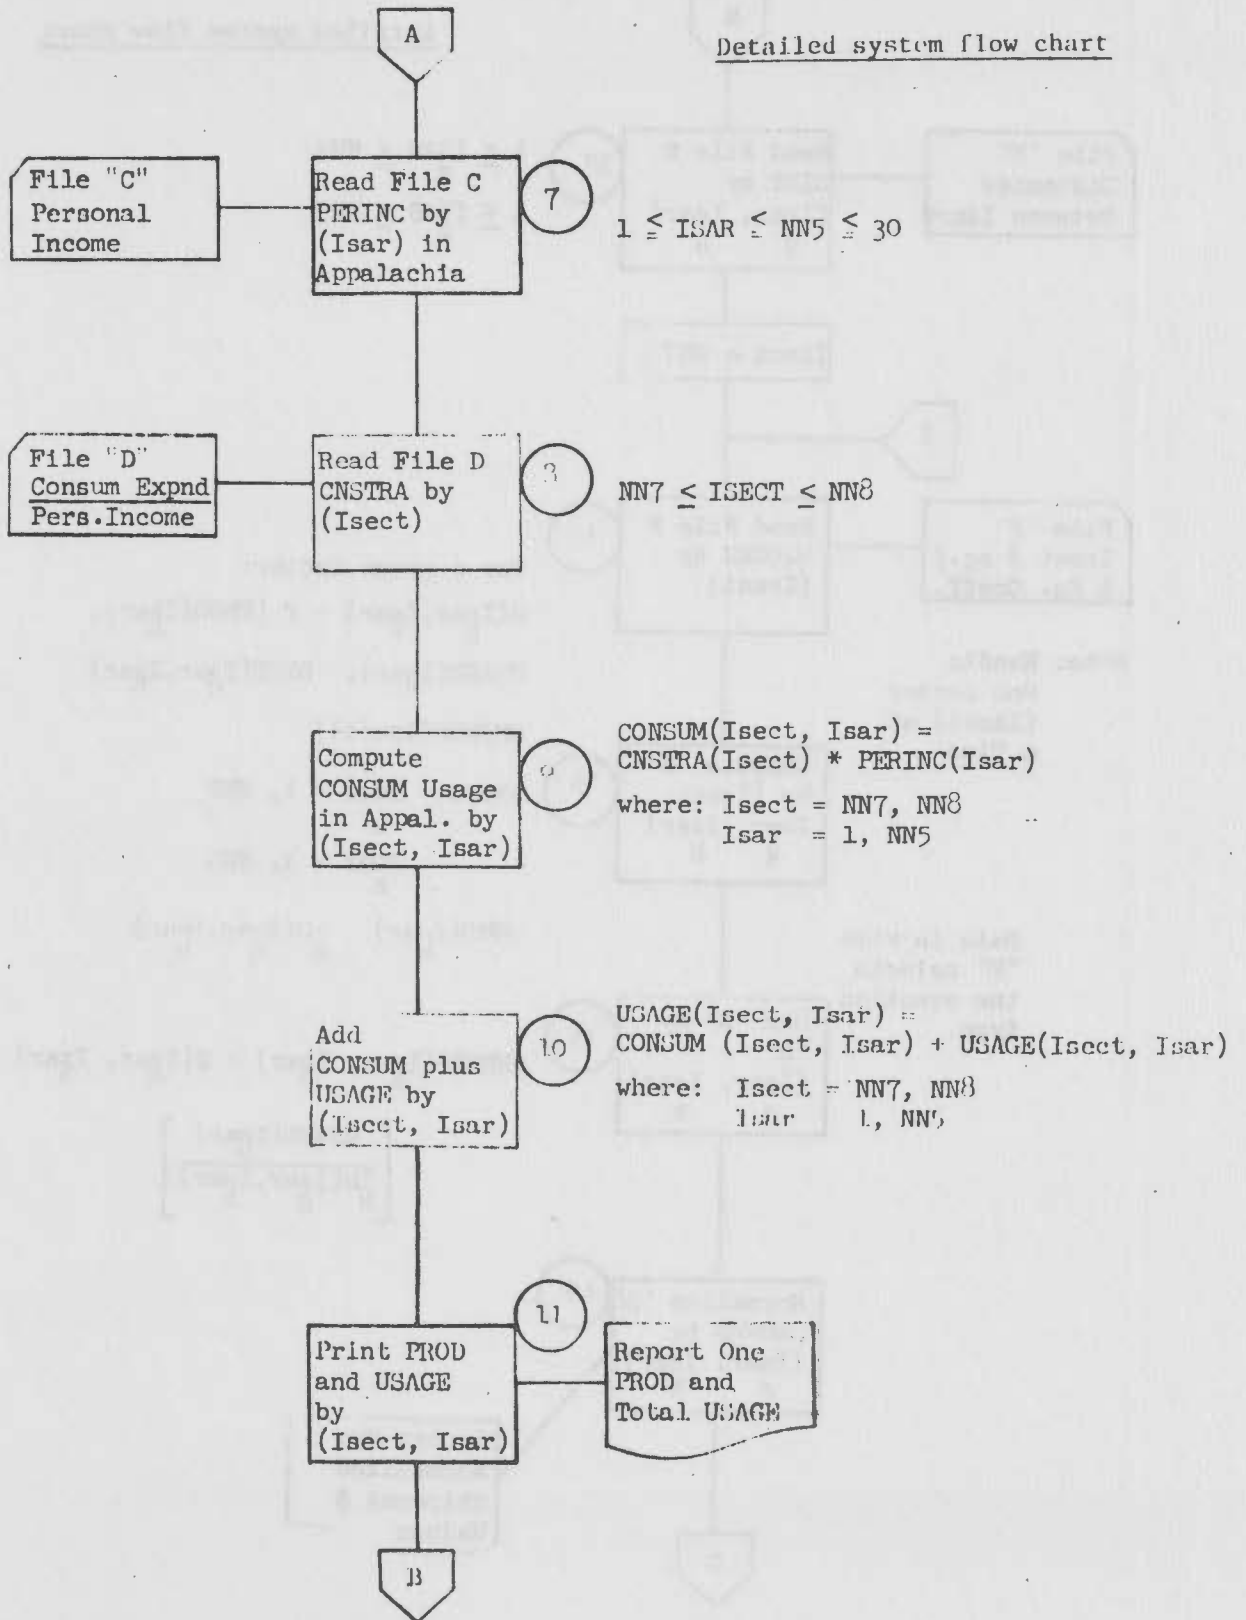 A
Detailed system flow chart
File "C"
Personal
Income
Read File C
PERINC by
(Isar) in
Appalachia
7
1 ≤ ISAR ≤ NN5 ≤ 30
File "D"
Consum Expnd
Pers.Income
Read File D
CNSTRA by
(Isect)
NN7 ≤ ISECT ≤ NN8
Compute
CONSUM Usage
in Appal. by
(Isect, Isar)
9
CONSUM(Isect, Isar) =
CNSTRA(Isect) * PERINC(Isar)
where: Isect = NN7, NN8
Isar = 1, NN5
Add
CONSUM plus
USAGE by
(Isect, Isar)
10
USAGE(Isect, Isar) =
CONSUM (Isect, Isar) + USAGE(Isect, Isar)
where: Isect = NN7, NN8
Isar 1, NN5
11
Print PROD
and USAGE
by
(Isect, Isar)
Report One
PROD and
Total USAGE
B